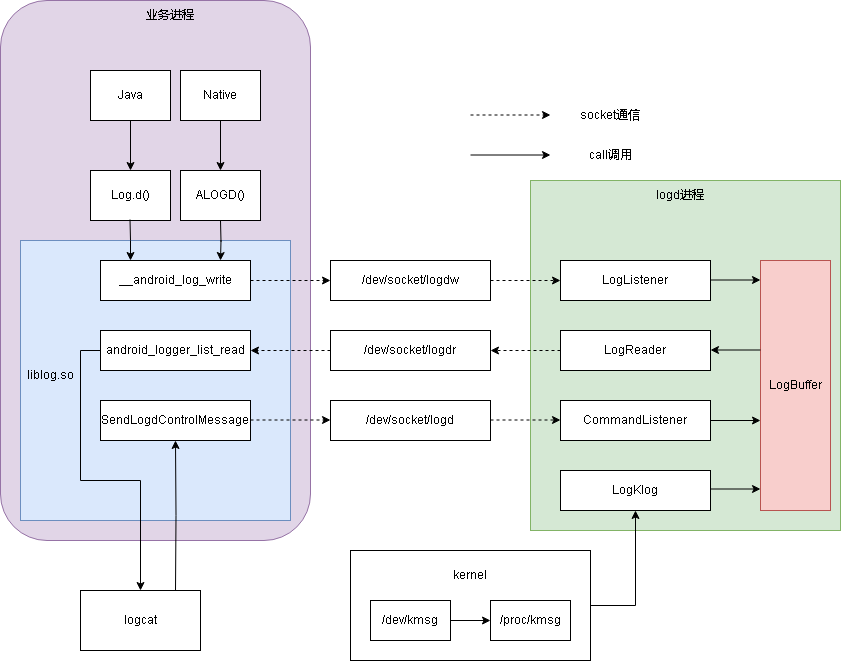 业务进程
Java
Native
socket通信
call调用
Log.d()
ALOGD()
logd进程
__android_log_write
/dev/socket/logdw
LogListener
android_logger_list_read
/dev/socket/logdr
LogReader
liblog.so
LogBuffer
SendLogdControlMessage
/dev/socket/logd
CommandListener
LogKlog
kernel
logcat
/dev/kmsg
/proc/kmsg